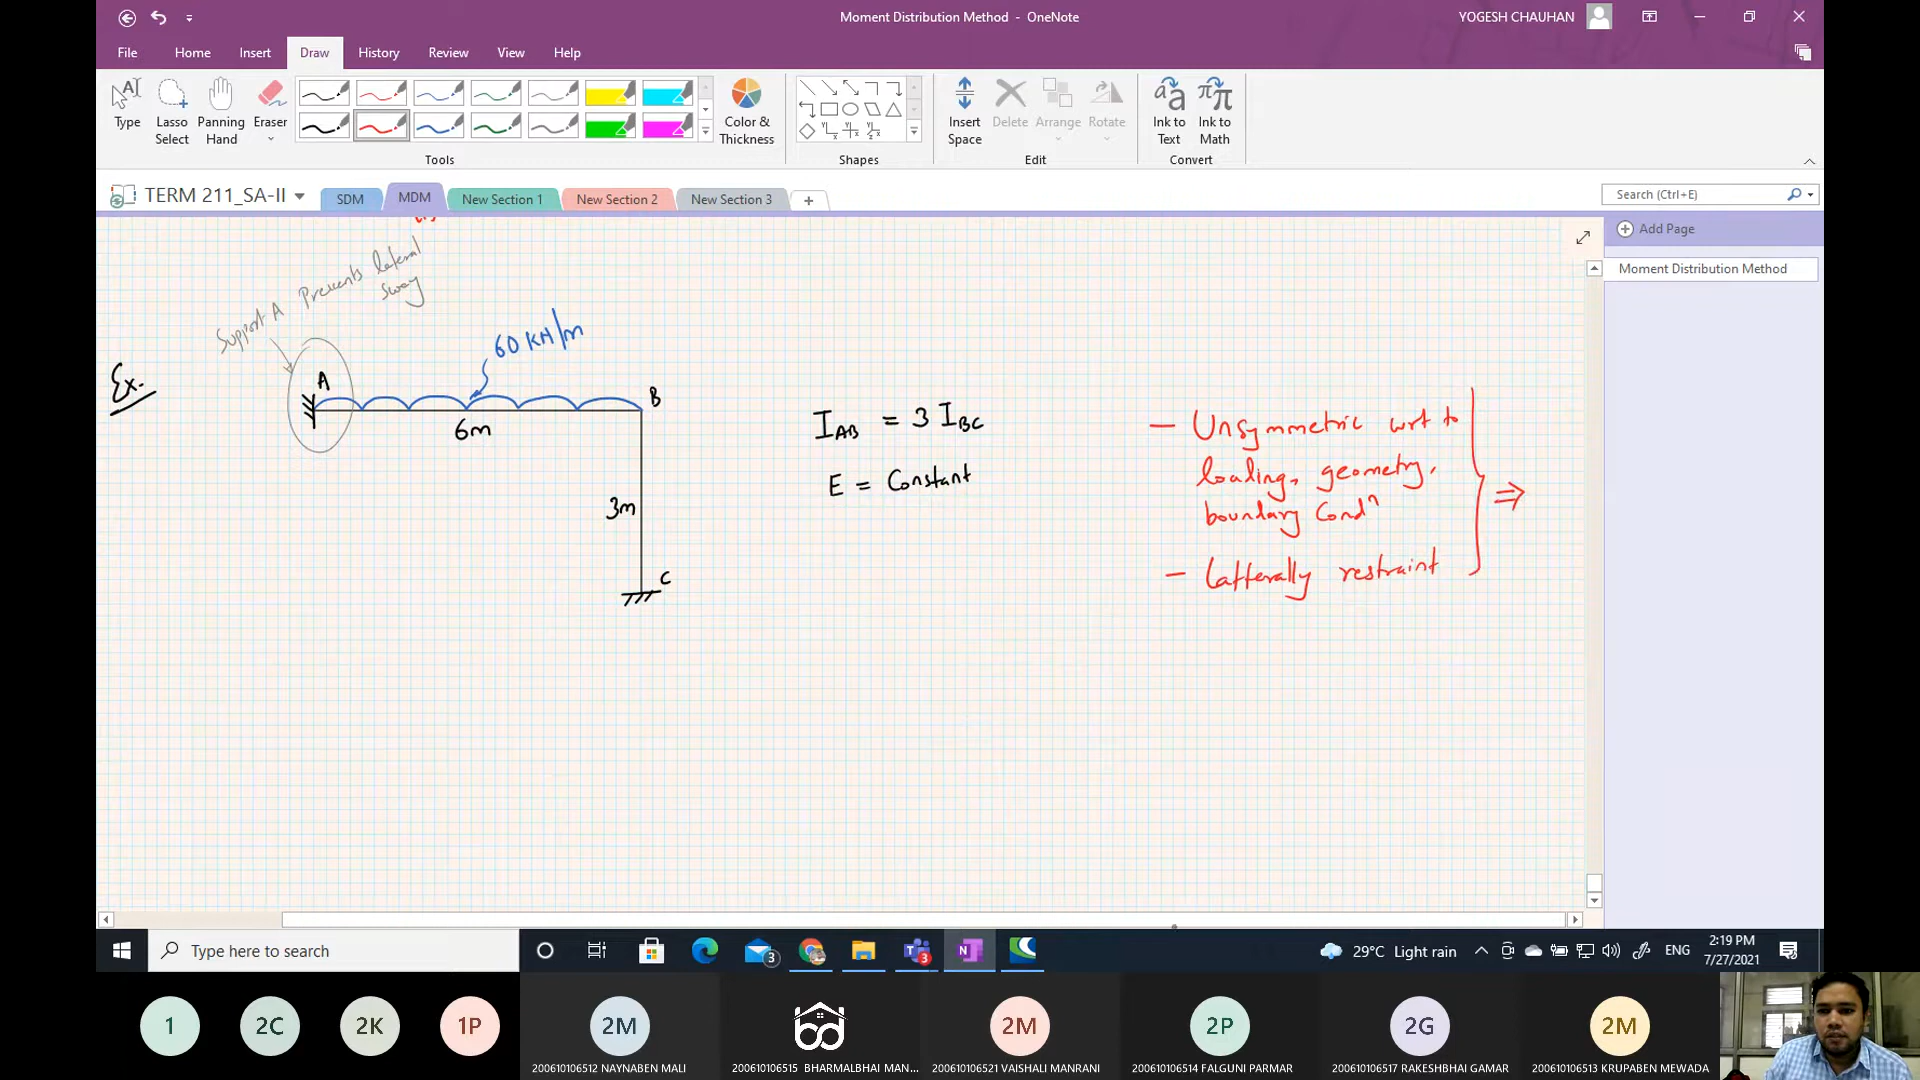 Moment Distribution Method - OneNote
YOGESH CHAUHAN
File Home Insert Draw History Review View Help
Type
Lasso Select
Panning Hand
Eraser
Color & Thickness
Insert Space
Delete
Arrange
Rotate
Ink to Text
Ink to Math
Tools
Shapes
Edit
Convert
TERM 211_SA-II
SDM
MDM
New Section 1
New Section 2
New Section 3
Search (Ctrl+E)
Add Page
Moment Distribution Method
Support A Prevents lateral
sway
60 KN/m
Ex.
A
B
6m
3m
C
I_AB = 3 I_BC
E = Constant
- Unsymmetric wrt to
loading, geometry,
boundary Condⁿ
- Latterally restraint
⇒
Type here to search
3
3
29°C Light rain
ENG
2:19 PM
7/27/2021
1
2C
2K
1P
2M
bd
2M
2P
2G
2M
200610106512 NAYNABEN MALI
200610106515 BHARMALBHAI MAN...
200610106521 VAISHALI MANRANI
200610106514 FALGUNI PARMAR
200610106517 RAKESHBHAI GAMAR
200610106513 KRUPABEN MEWADA